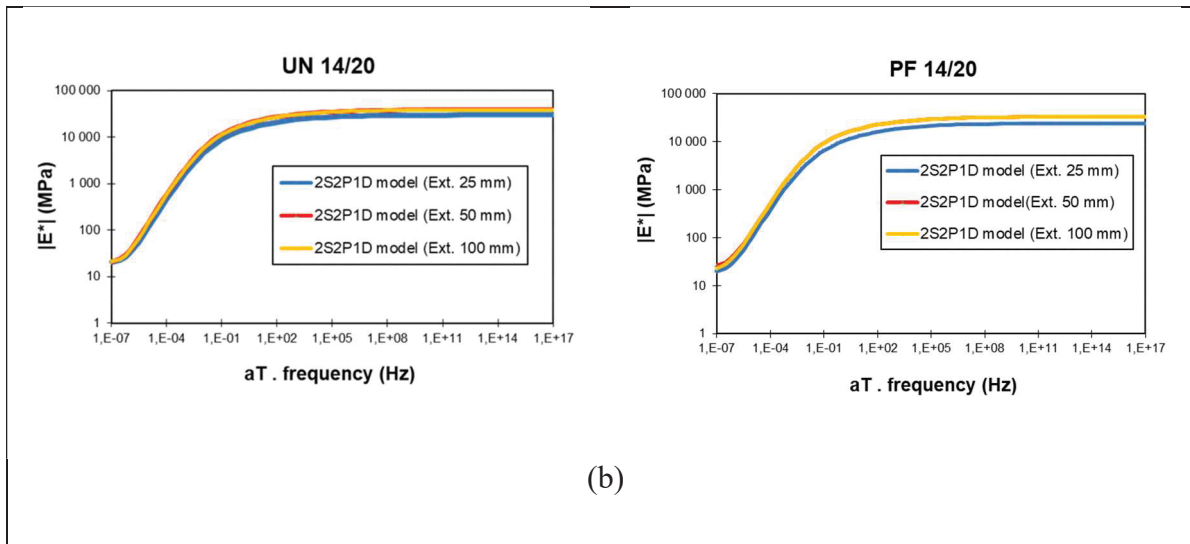 UN 14/20
100 000
10 000
1 000
100
10
1
|E*| (MPa)
2S2P1D model (Ext. 25 mm)
2S2P1D model (Ext. 50 mm)
2S2P1D model (Ext. 100 mm)
1,E-07 1,E-04 1,E-01 1,E+02 1,E+05 1,E+08 1,E+11 1,E+14 1,E+17
aT . frequency (Hz)
PF 14/20
100 000
10 000
1 000
100
10
1
|E*| (MPa)
2S2P1D model (Ext. 25 mm)
2S2P1D model(Ext. 50 mm)
2S2P1D model (Ext. 100 mm)
1,E-07 1,E-04 1,E-01 1,E+02 1,E+05 1,E+08 1,E+11 1,E+14 1,E+17
aT . frequency (Hz)
(b)